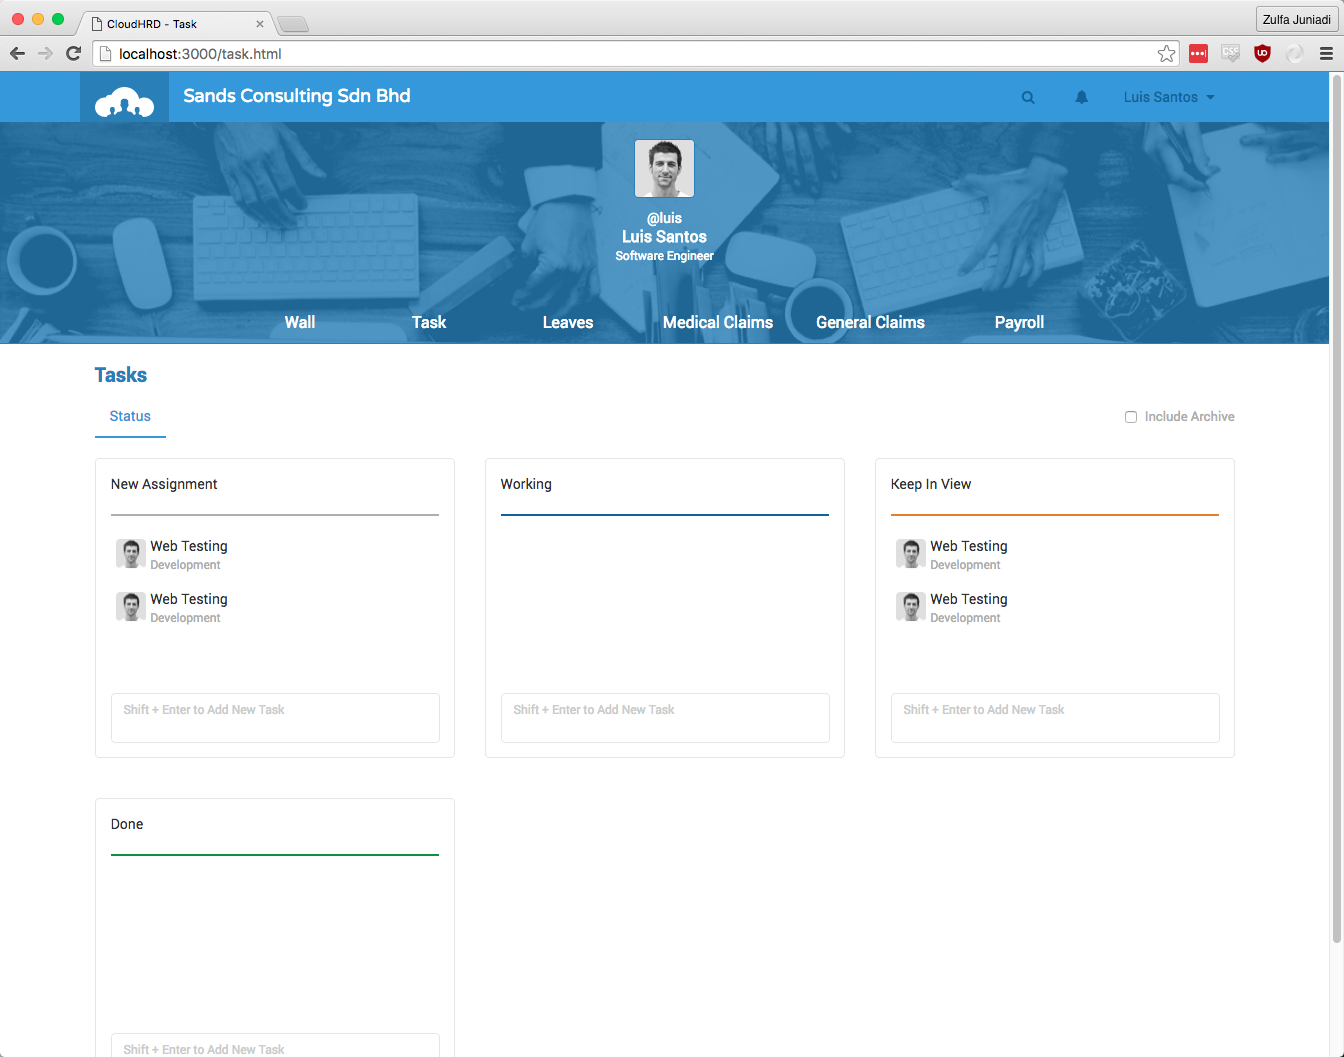 CloudHRD - Task
Zulfa Juniadi
localhost:3000/task.html
Sands Consulting Sdn Bhd
Luis Santos
@luis
Luis Santos
Software Engineer
Wall Task Leaves Medical Claims General Claims Payroll
Tasks
Status
Include Archive
New Assignment
Web Testing
Development
Web Testing
Development
Shift + Enter to Add New Task
Working
Shift + Enter to Add New Task
Keep In View
Web Testing
Development
Web Testing
Development
Shift + Enter to Add New Task
Done
Shift + Enter to Add New Task